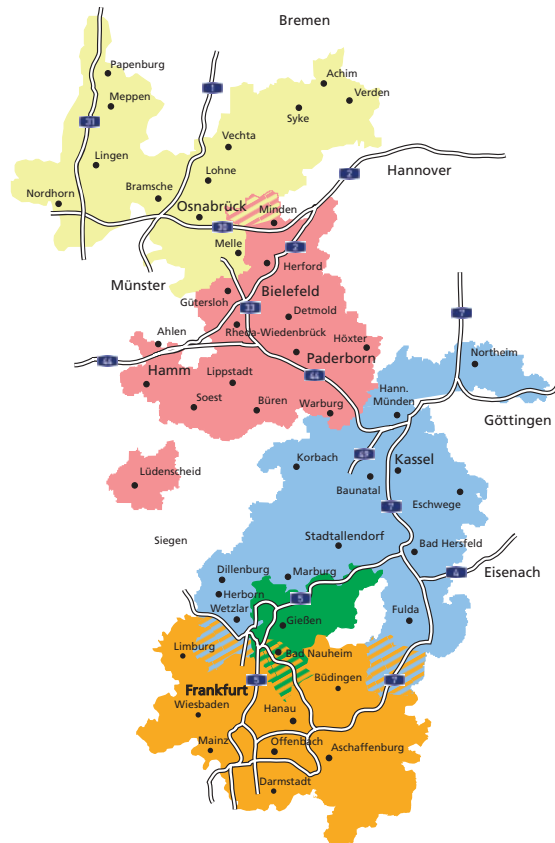 Bremen
Papenburg
Achim
1
Meppen
Verden
Syke
31
Vechta
Lingen
Lohne
Hannover
2
Nordhorn
Bramsche
Osnabrück
Minden
30
Melle
2
Münster
Herford
Bielefeld
Gütersloh
33
Detmold
7
Ahlen
Rheda-Wiedenbrück
Höxter
Northeim
44
Paderborn
Hamm
Lippstadt
44
Hann.
Münden
Soest
Büren
Warburg
Göttingen
49
Kassel
Korbach
Lüdenscheid
Baunatal
Eschwege
7
Siegen
Stadtallendorf
Bad Hersfeld
Dillenburg
Marburg
4
Eisenach
Herborn
5
Wetzlar
Gießen
Fulda
Limburg
Bad Nauheim
5
Büdingen
7
Frankfurt
Wiesbaden
Hanau
Mainz
Offenbach
Aschaffenburg
Darmstadt